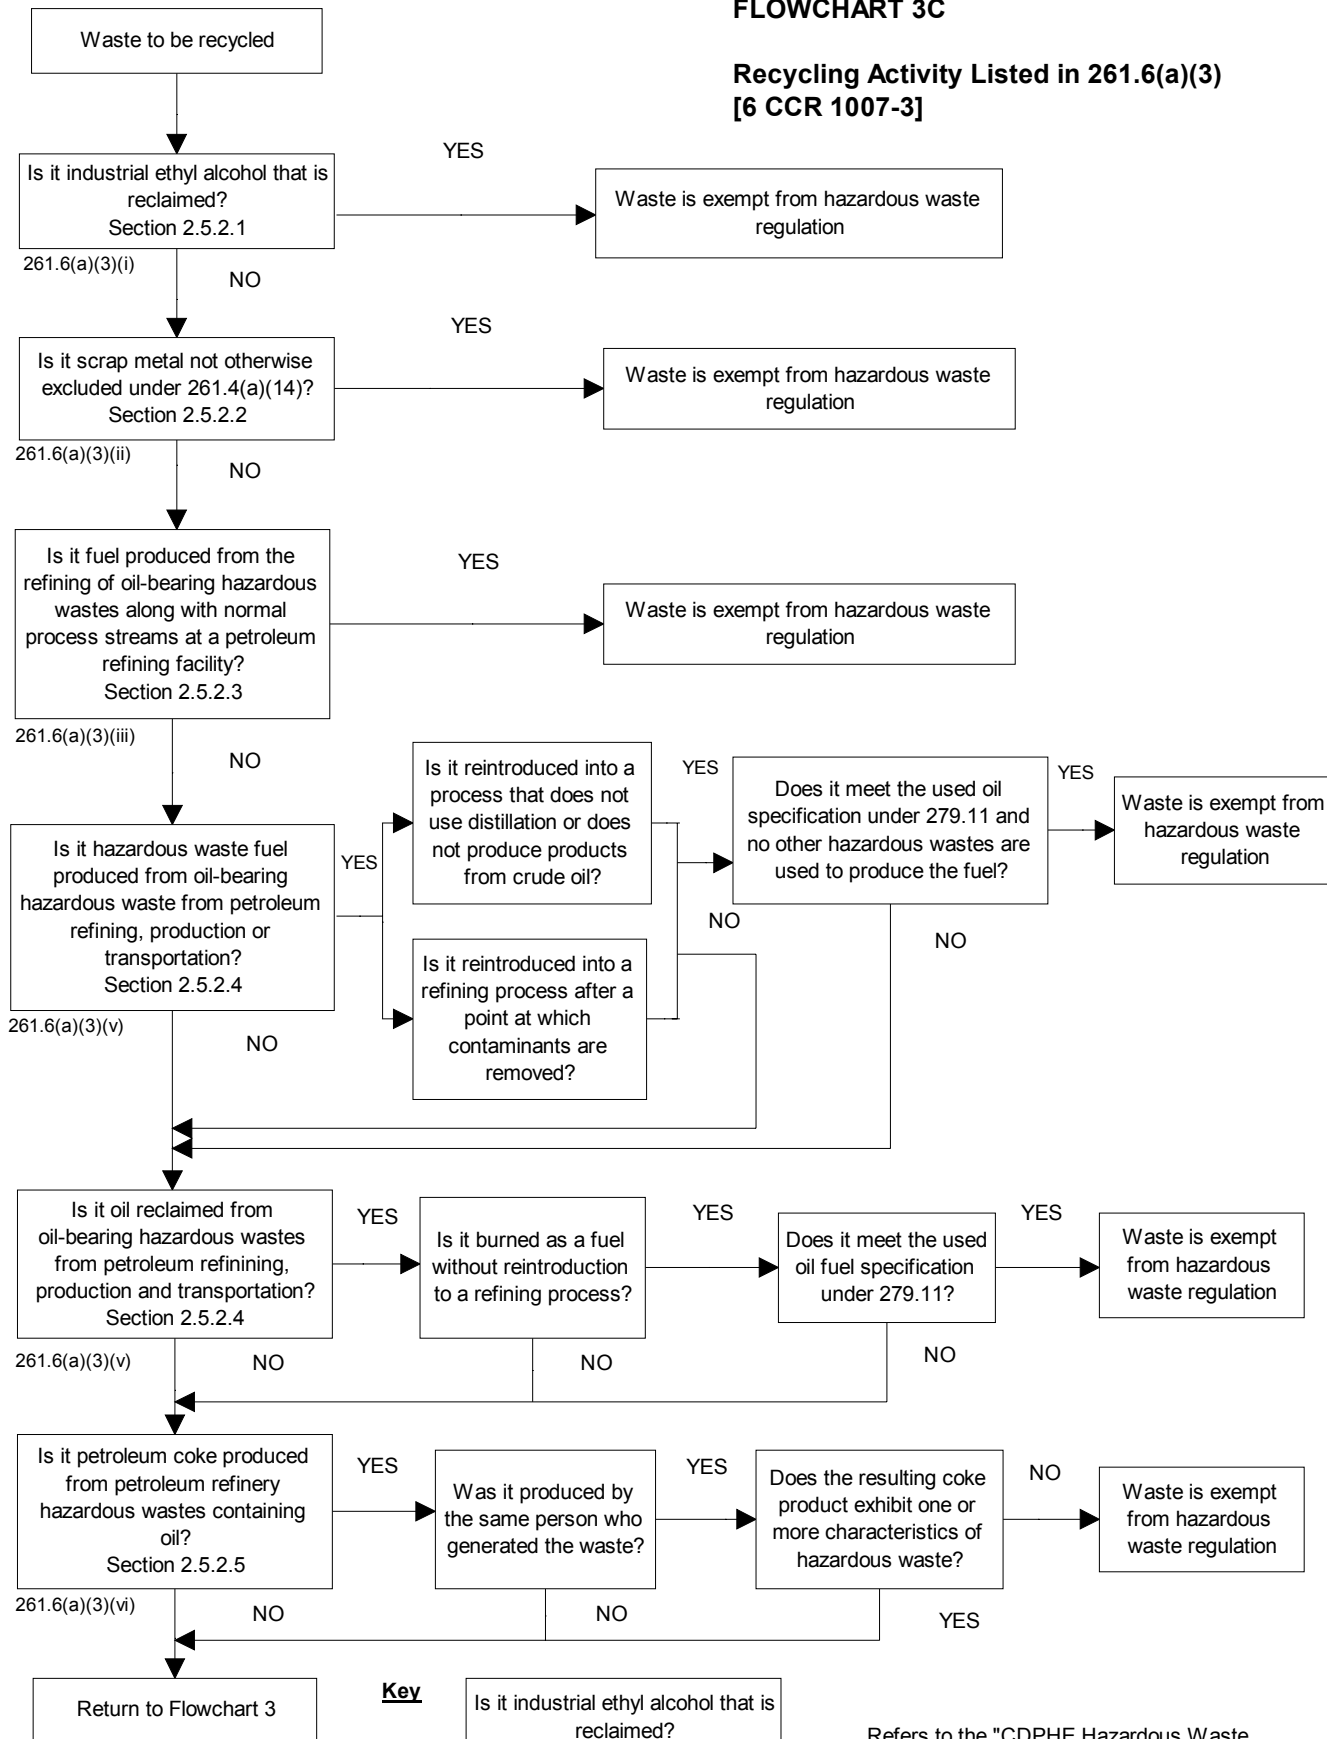 FLOWCHART 3C
Recycling Activity Listed in 261.6(a)(3)
[6 CCR 1007-3]
Waste to be recycled
Is it industrial ethyl alcohol that is
reclaimed?
Section 2.5.2.1
261.6(a)(3)(i)
YES
NO
Waste is exempt from hazardous waste
regulation
Is it scrap metal not otherwise
excluded under 261.4(a)(14)?
Section 2.5.2.2
261.6(a)(3)(ii)
YES
NO
Waste is exempt from hazardous waste
regulation
Is it fuel produced from the
refining of oil-bearing hazardous
wastes along with normal
process streams at a petroleum
refining facility?
Section 2.5.2.3
261.6(a)(3)(iii)
YES
NO
Waste is exempt from hazardous waste
regulation
Is it hazardous waste fuel
produced from oil-bearing
hazardous waste from petroleum
refining, production or
transportation?
Section 2.5.2.4
261.6(a)(3)(v)
YES
NO
Is it reintroduced into a
process that does not
use distillation or does
not produce products
from crude oil?
Is it reintroduced into a
refining process after a
point at which
contaminants are
removed?
YES
NO
Does it meet the used oil
specification under 279.11 and
no other hazardous wastes are
used to produce the fuel?
YES
NO
Waste is exempt from
hazardous waste
regulation
Is it oil reclaimed from
oil-bearing hazardous wastes
from petroleum refinining,
production and transportation?
Section 2.5.2.4
261.6(a)(3)(v)
YES
NO
Is it burned as a fuel
without reintroduction
to a refining process?
YES
NO
Does it meet the used
oil fuel specification
under 279.11?
YES
NO
Waste is exempt
from hazardous
waste regulation
Is it petroleum coke produced
from petroleum refinery
hazardous wastes containing
oil?
Section 2.5.2.5
261.6(a)(3)(vi)
YES
NO
Was it produced by
the same person who
generated the waste?
YES
NO
Does the resulting coke
product exhibit one or
more characteristics of
hazardous waste?
NO
YES
Waste is exempt
from hazardous
waste regulation
Return to Flowchart 3
Key
Is it industrial ethyl alcohol that is
reclaimed?
Refers to the "CDPHE Hazardous Waste